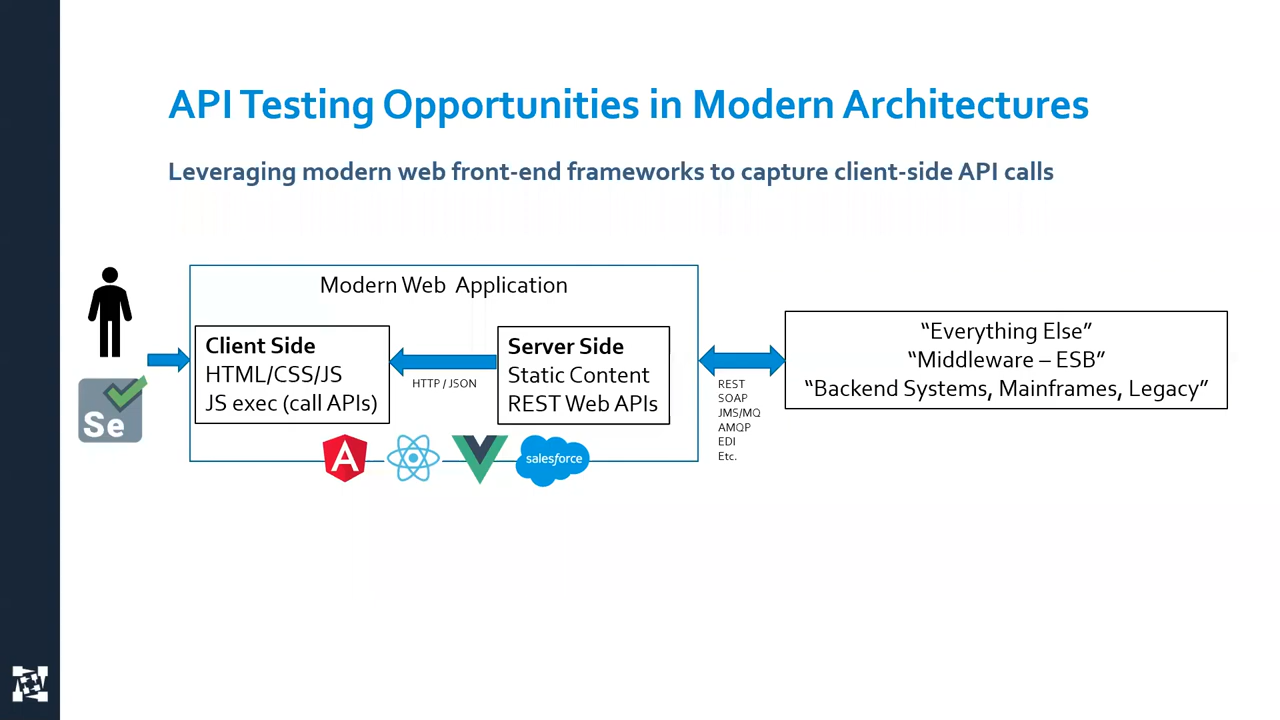 API Testing Opportunities in Modern Architectures
Leveraging modern web front-end frameworks to capture client-side API calls
Modern Web Application
Client Side
HTML/CSS/JS
JS exec (call APIs)
HTTP / JSON
Server Side
Static Content
REST Web APIs
REST
SOAP
JMS/MQ
AMQP
EDI
Etc.
“Everything Else”
“Middleware – ESB”
“Backend Systems, Mainframes, Legacy”
Se
A
salesforce